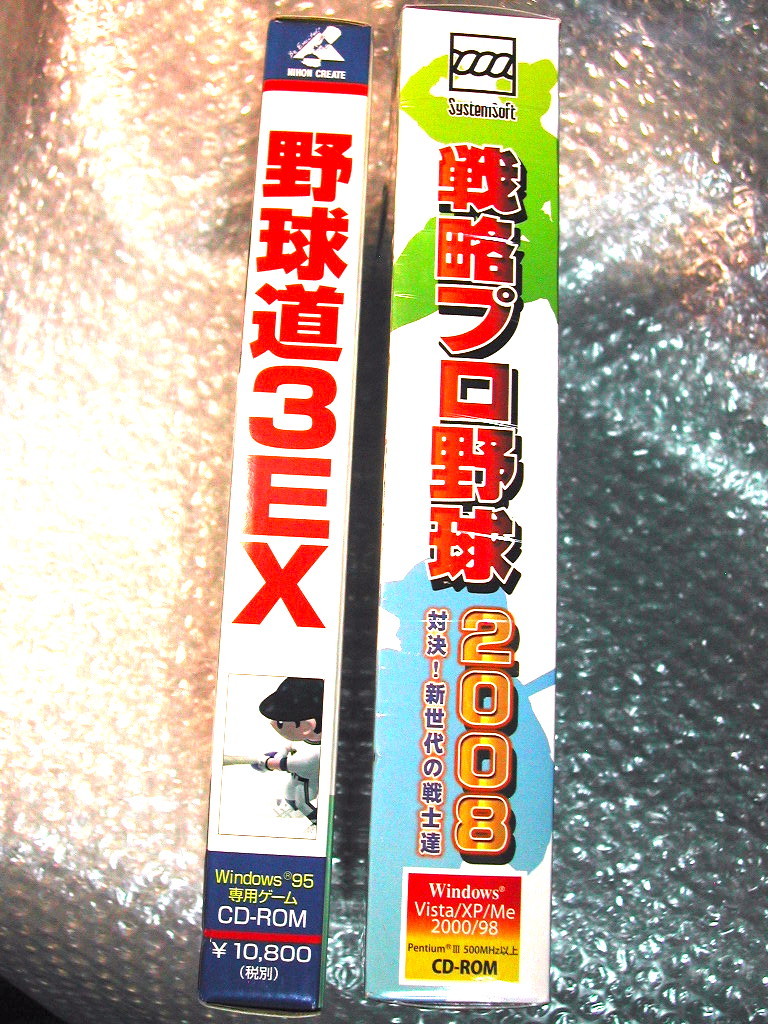 NIHON CREATE
野球道3EX
Windows®95
専用ゲーム
CD-ROM
￥10,800
(税別)
SystemSoft
戦略プロ野球
2008
対決!新世代の戦士達
Windows®
Vista/XP/Me
2000/98
Pentium®Ⅲ 500MHz以上
CD-ROM